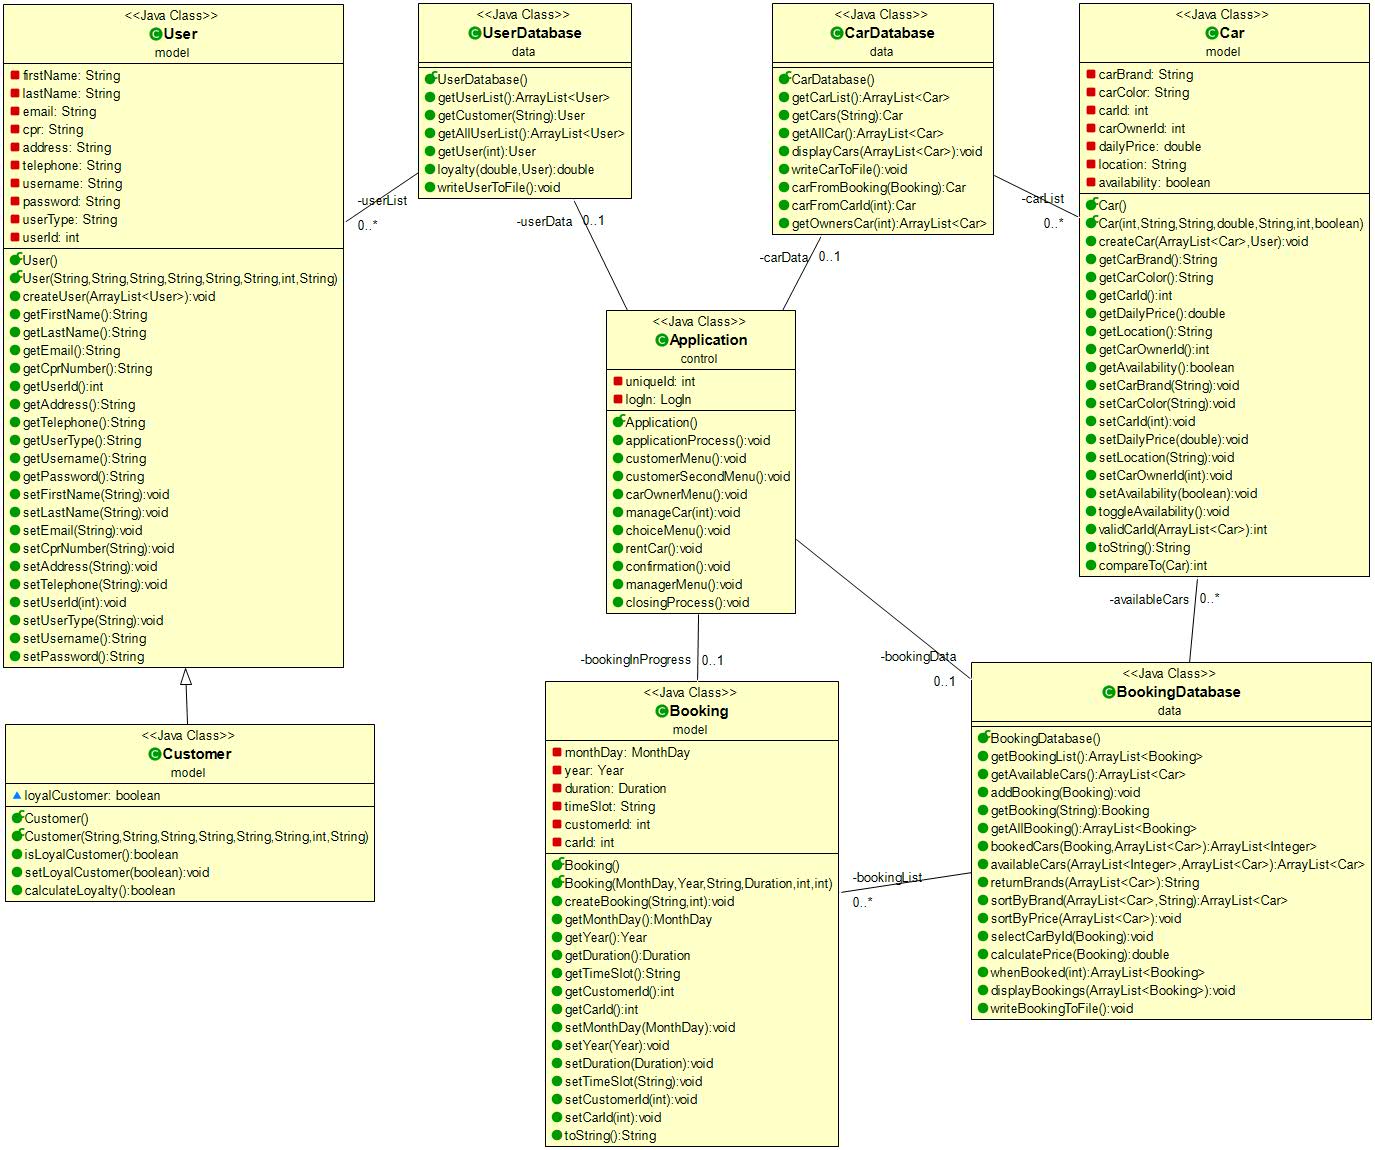 <<Java Class>>
User
model
firstName: String
lastName: String
email: String
cpr: String
address: String
telephone: String
username: String
password: String
userType: String
userId: int
User()
User(String,String,String,String,String,String,int,String)
createUser(ArrayList<User>):void
getFirstName():String
getLastName():String
getEmail():String
getCprNumber():String
getUserId():int
getAddress():String
getTelephone():String
getUserType():String
getUsername():String
getPassword():String
setFirstName(String):void
setLastName(String):void
setEmail(String):void
setCprNumber(String):void
setAddress(String):void
setTelephone(String):void
setUserId(int):void
setUserType(String):void
setUsername():String
setPassword():String
<<Java Class>>
UserDatabase
data
UserDatabase()
getUserList():ArrayList<User>
getCustomer(String):User
getAllUserList():ArrayList<User>
getUser(int):User
loyalty(double,User):double
writeUserToFile():void
-userList
0..*
-userData
0..1
<<Java Class>>
CarDatabase
data
CarDatabase()
getCarList():ArrayList<Car>
getCars(String):Car
getAllCar():ArrayList<Car>
displayCars(ArrayList<Car>):void
writeCarToFile():void
carFromBooking(Booking):Car
carFromCarId(int):Car
getOwnersCar(int):ArrayList<Car>
-carList
0..*
-carData
0..1
<<Java Class>>
Car
model
carBrand: String
carColor: String
carId: int
carOwnerId: int
dailyPrice: double
location: String
availability: boolean
Car()
Car(int,String,String,double,String,int,boolean)
createCar(ArrayList<Car>,User):void
getCarBrand():String
getCarColor():String
getCarId():int
getDailyPrice():double
getLocation():String
getCarOwnerId():int
getAvailability():boolean
setCarBrand(String):void
setCarColor(String):void
setCarId(int):void
setDailyPrice(double):void
setLocation(String):void
setCarOwnerId(int):void
setAvailability(boolean):void
toggleAvailability():void
validCarId(ArrayList<Car>):int
toString():String
compareTo(Car):int
<<Java Class>>
Application
control
uniqueId: int
logIn: LogIn
Application()
applicationProcess():void
customerMenu():void
customerSecondMenu():void
carOwnerMenu():void
manageCar(int):void
choiceMenu():void
rentCar():void
confirmation():void
managerMenu():void
closingProcess():void
-bookingInProgress
0..1
-bookingData
0..1
-availableCars
0..*
<<Java Class>>
Customer
model
loyalCustomer: boolean
Customer()
Customer(String,String,String,String,String,String,int,String)
isLoyalCustomer():boolean
setLoyalCustomer(boolean):void
calculateLoyalty():boolean
<<Java Class>>
Booking
model
monthDay: MonthDay
year: Year
duration: Duration
timeSlot: String
customerId: int
carId: int
Booking()
Booking(MonthDay,Year,String,Duration,int,int)
createBooking(String,int):void
getMonthDay():MonthDay
getYear():Year
getDuration():Duration
getTimeSlot():String
getCustomerId():int
getCarId():int
setMonthDay(MonthDay):void
setYear(Year):void
setDuration(Duration):void
setTimeSlot(String):void
setCustomerId(int):void
setCarId(int):void
toString():String
-bookingList
0..*
<<Java Class>>
BookingDatabase
data
BookingDatabase()
getBookingList():ArrayList<Booking>
getAvailableCars():ArrayList<Car>
addBooking(Booking):void
getBooking(String):Booking
getAllBooking():ArrayList<Booking>
bookedCars(Booking,ArrayList<Car>):ArrayList<Integer>
availableCars(ArrayList<Integer>,ArrayList<Car>):ArrayList<Car>
returnBrands(ArrayList<Car>):String
sortByBrand(ArrayList<Car>,String):ArrayList<Car>
sortByPrice(ArrayList<Car>):void
selectCarById(Booking):void
calculatePrice(Booking):double
whenBooked(int):ArrayList<Booking>
displayBookings(ArrayList<Booking>):void
writeBookingToFile():void